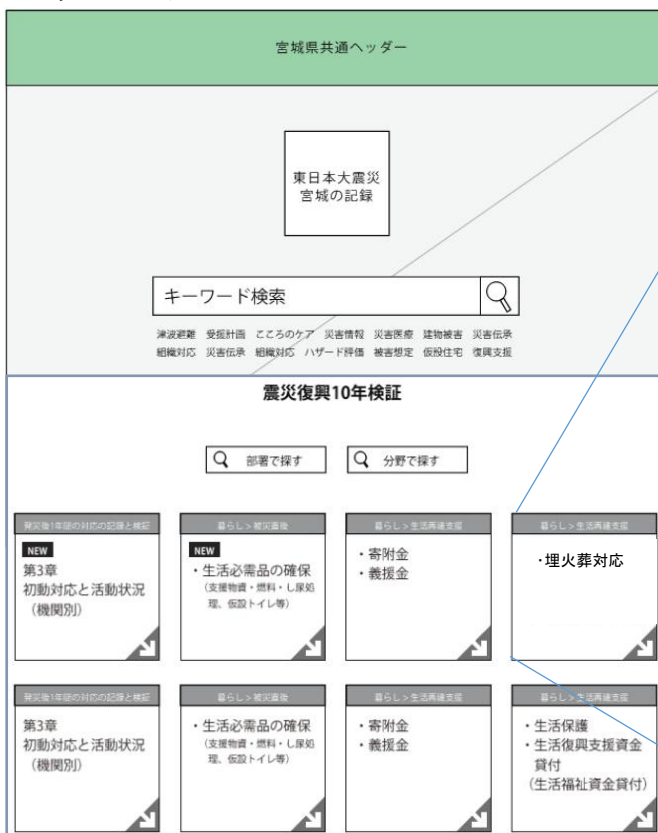 宮城県共通ヘッダー
東日本大震災
宮城の記録
キーワード検索
津波避難 受援計画 こころのケア 災害情報 災害医療 建物被害 災害伝承
組織対応 災害伝承 組織対応 ハザード評価 被害想定 仮設住宅 復興支援
震災復興10年検証
部署で探す 分野で探す
発災後1年間の対応の記録と検証 暮らし>被災直後 暮らし>生活再建支援 暮らし>生活再建支援
NEW
第3章
初動対応と活動状況
(機関別)
NEW
・生活必需品の確保
(支援物資・燃料・し尿処
理、仮設トイレ等)
・寄附金
・義援金
・埋火葬対応
発災後1年間の対応の記録と検証 暮らし>被災直後 暮らし>生活再建支援 暮らし>生活再建支援
第3章
初動対応と活動状況
(機関別)
・生活必需品の確保
(支援物資・燃料・し尿処
理、仮設トイレ等)
・寄附金
・義援金
・生活保護
・生活復興支援資金
貸付
(生活福祉資金貸付)